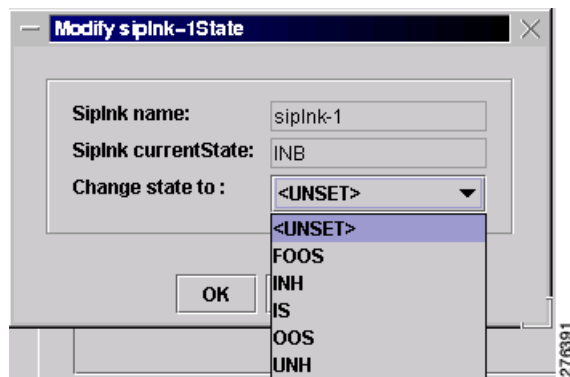 Modify siplnk-1State
Siplnk name: siplnk-1
Siplnk currentState: INB
Change state to : <UNSET>
<UNSET>
FOOS
INH
OK
IS
OOS
UNH
276391